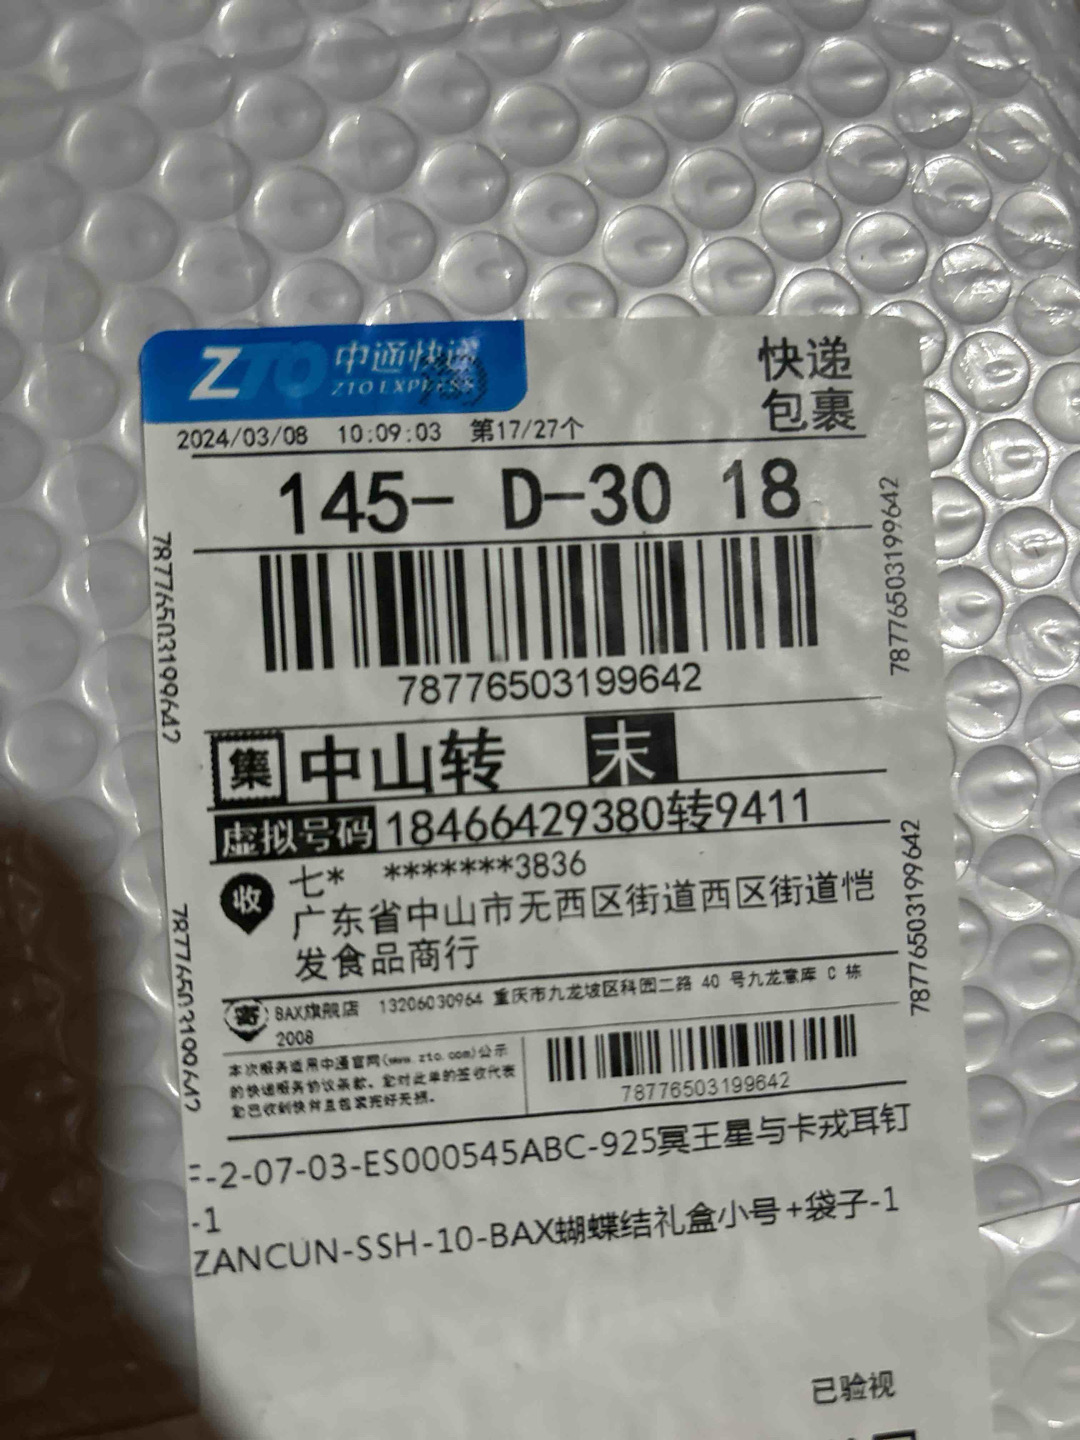 ZTO 中通快递
ZTO EXPRESS
快递
包裹
2024/03/08 10:09:03 第17/27个
145- D-30 18
78776503199642
78776503199642
78776503199642
集 中山转 末
虚拟号码 18466429380转9411
收 七* *******3836
广东省中山市无西区街道西区街道恺
发食品商行
78776503199642
78776503199642
寄 BAX旗舰店 13206030964 重庆市九龙坡区科园二路 40 号九龙意库 C 栋
2008
本次服务适用中通官网(www.zto.com)公示
的快递服务协议条款。您对此单的签收代表
您已收到快件且包装完好无损。
78776503199642
-2-07-03-ES000545ABC-925冥王星与卡戎耳钉
-1
ZANCUN-SSH-10-BAX蝴蝶结礼盒小号+袋子-1
已验视